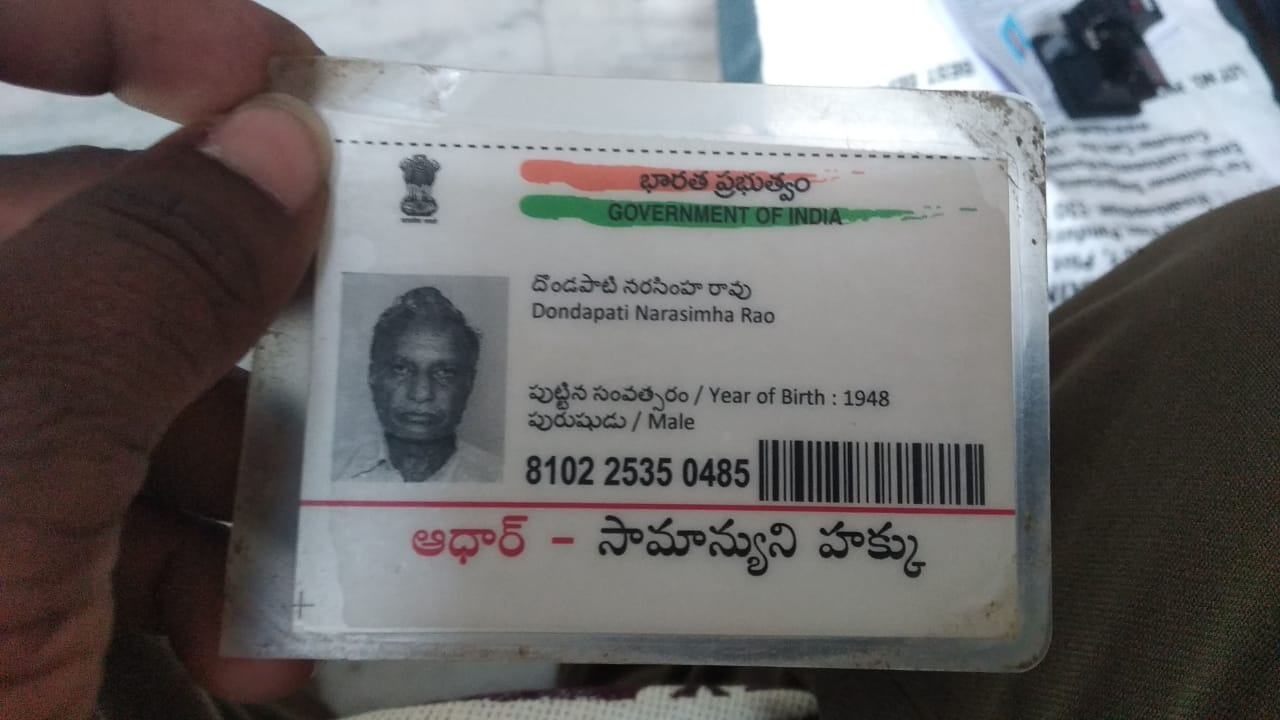 భారత ప్రభుత్వం
GOVERNMENT OF INDIA
దొండపాటి నరసింహ రావు
Dondapati Narasimha Rao
పుట్టిన సంవత్సరం / Year of Birth : 1948
పురుషుడు / Male
8102 2535 0485
ఆధార్ - సామాన్యుని హక్కు